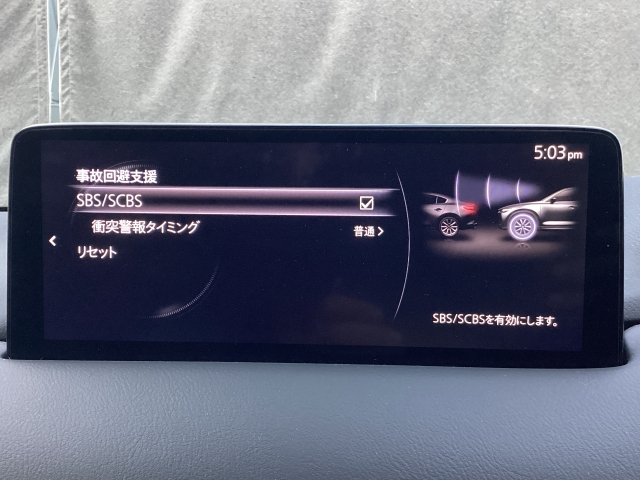 5:03pm
事故回避支援
SBS/SCBS
衝突警報タイミング 普通
リセット
SBS/SCBSを有効にします。